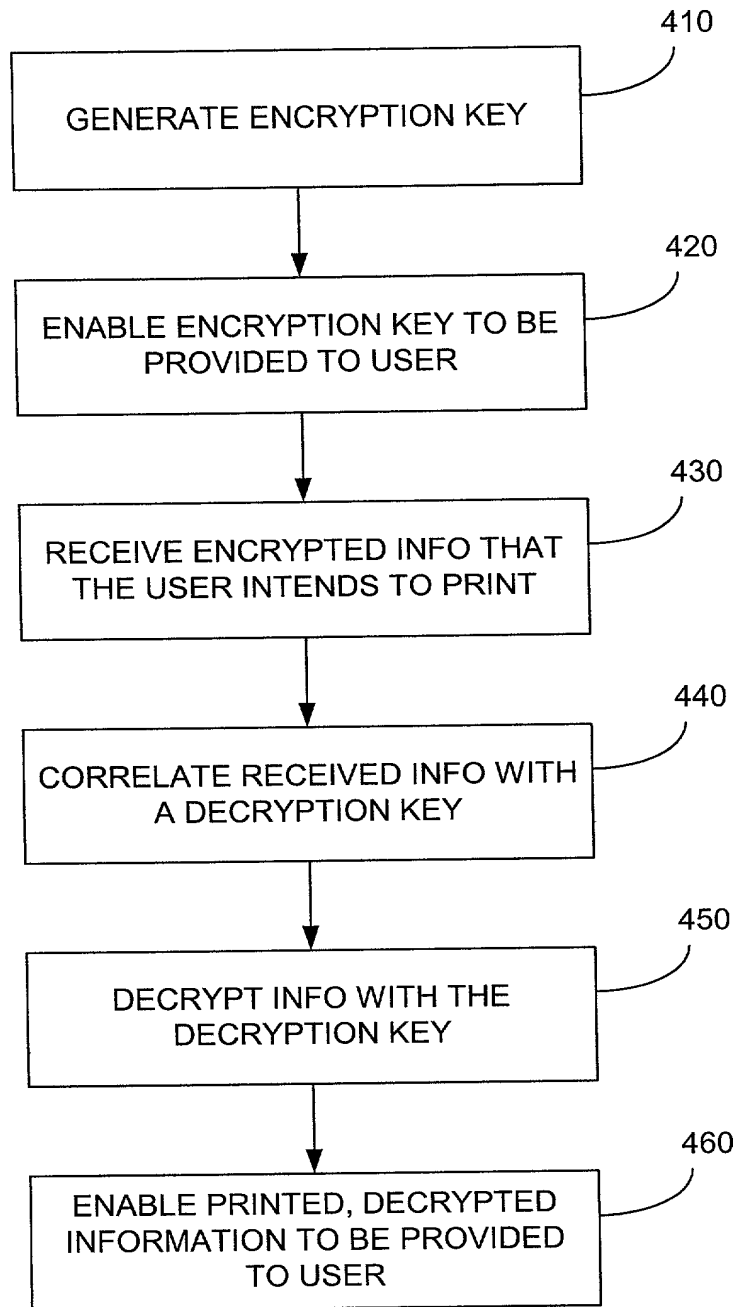 410
GENERATE ENCRYPTION KEY
420
ENABLE ENCRYPTION KEY TO BE
PROVIDED TO USER
430
RECEIVE ENCRYPTED INFO THAT
THE USER INTENDS TO PRINT
440
CORRELATE RECEIVED INFO WITH
A DECRYPTION KEY
450
DECRYPT INFO WITH THE
DECRYPTION KEY
460
ENABLE PRINTED, DECRYPTED
INFORMATION TO BE PROVIDED
TO USER